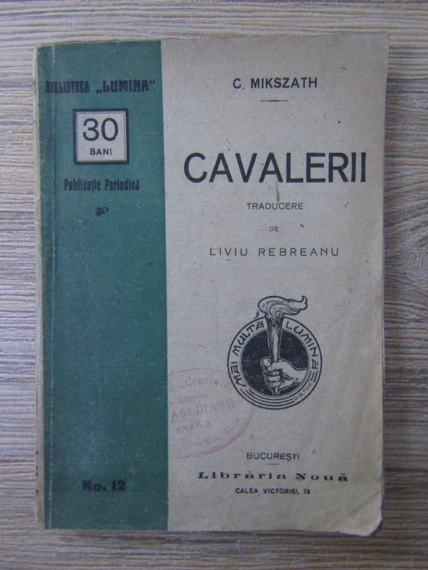 BIBLIOTECA „LUMINA"
30
BANI
Publicație Periodică
No. 12
C. MIKSZATH
CAVALERII
TRADUCERE
DE
LIVIU REBREANU
MAI MULTĂ LUMINĂ
BUCUREȘTI
Librăria Nouă
CALEA VICTORIEI, 78